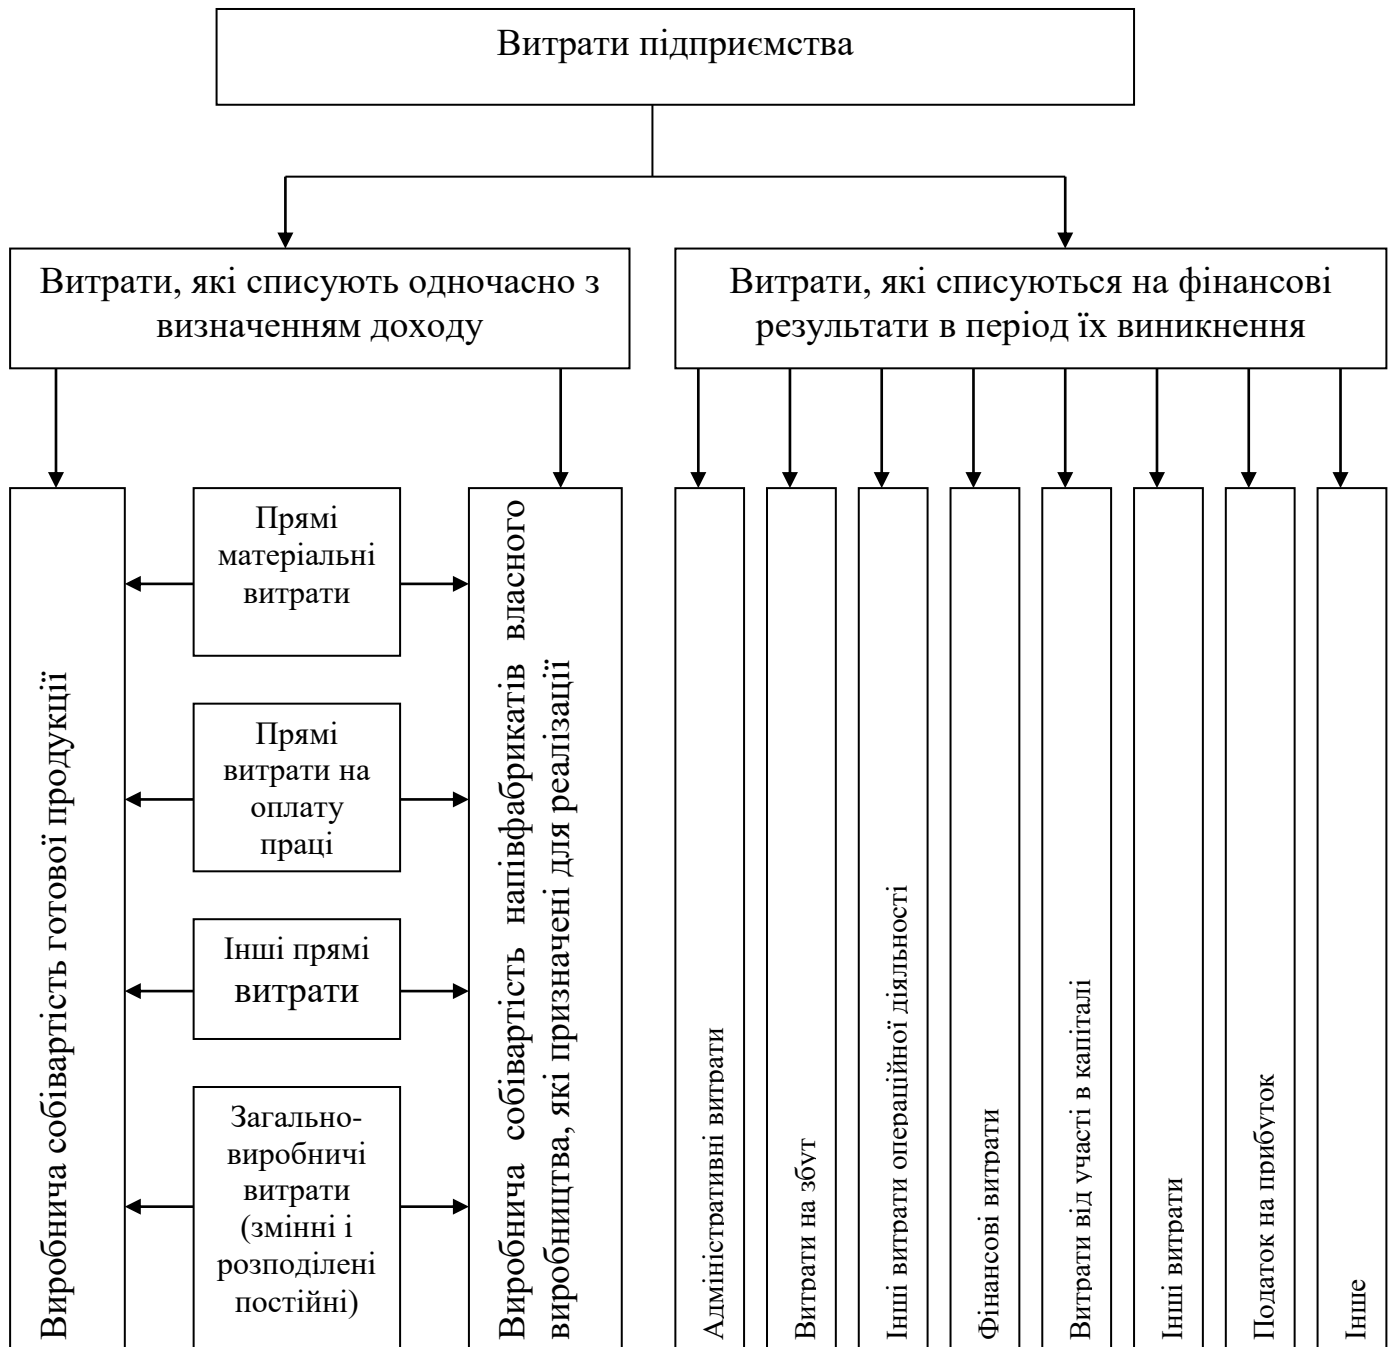 Витрати підприємства
Витрати, які списують одночасно з
визначенням доходу
Витрати, які списуються на фінансові
результати в період їх виникнення
Виробнича собівартість готової продукції
Прямі
матеріальні
витрати
Прямі
витрати на
оплату
праці
Інші прямі
витрати
Загально-
виробничі
витрати
(змінні і
розподілені
постійні)
Виробнича собівартість напівфабрикатів власного
виробництва, які призначені для реалізації
Адміністративні витрати
Витрати на збут
Інші витрати операційної діяльності
Фінансові витрати
Витрати від участі в капіталі
Інші витрати
Податок на прибуток
Інше